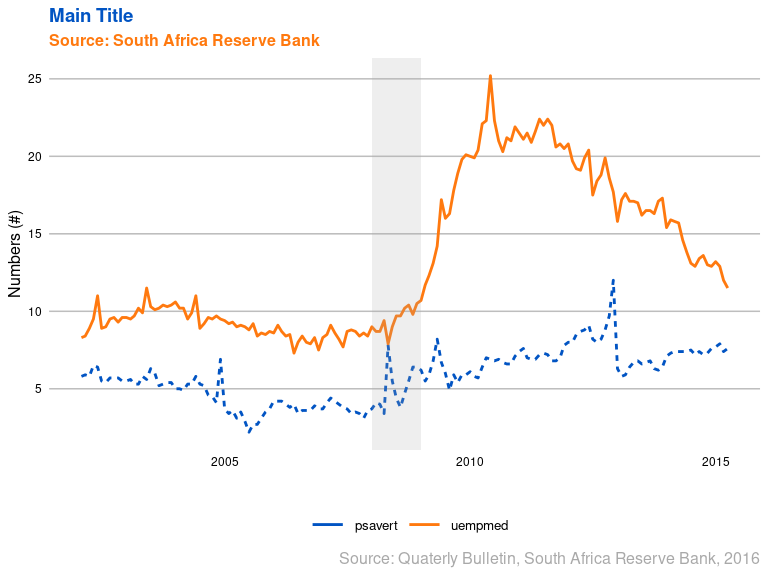 Main Title
Source: South Africa Reserve Bank
Numbers (#)
25
20
15
10
5
2005 2010 2015
psavert uempmed
Source: Quaterly Bulletin, South Africa Reserve Bank, 2016